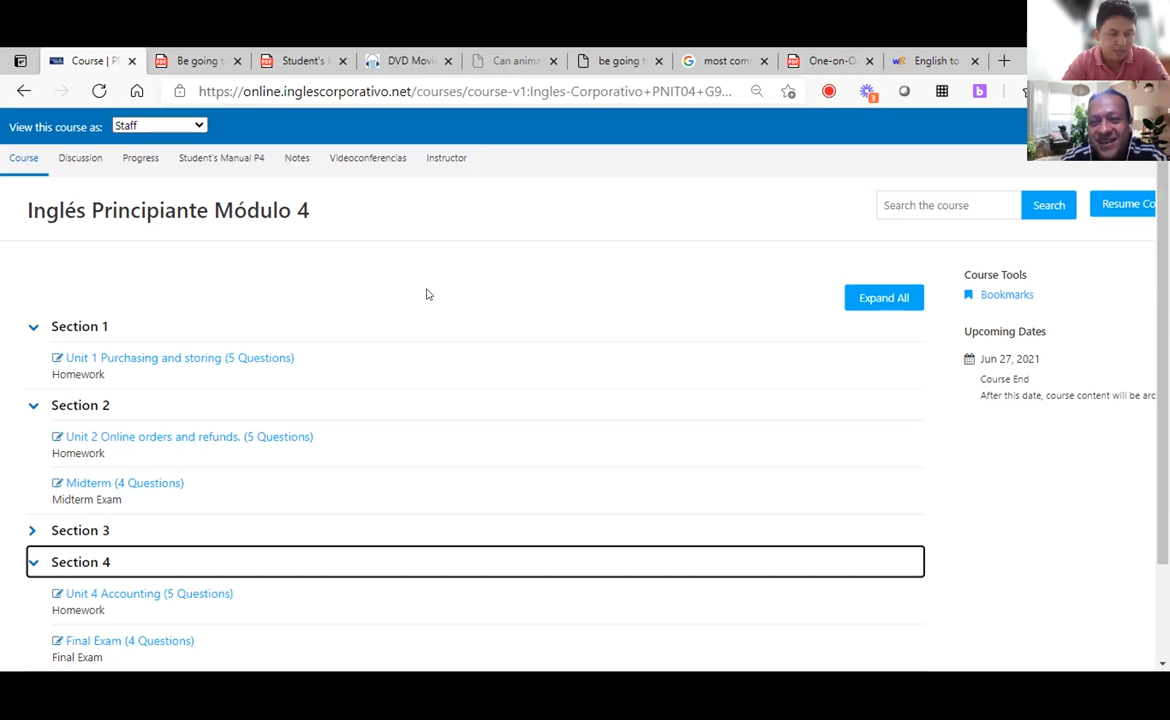 Course | P
Be going t
Student's
DVD Movi
Can anima
be going t
most com
One-on-O
English to
https://online.inglescorporativo.net/courses/course-v1:Ingles-Corporativo+PNIT04+G9...
3
View this course as: Staff
Course Discussion Progress Student's Manual P4 Notes Videoconferencias Instructor
Inglés Principiante Módulo 4
Search the course
Search
Resume Co
Expand All
Section 1
Unit 1 Purchasing and storing (5 Questions)
Homework
Section 2
Unit 2 Online orders and refunds. (5 Questions)
Homework
Midterm (4 Questions)
Midterm Exam
Section 3
Section 4
Unit 4 Accounting (5 Questions)
Homework
Final Exam (4 Questions)
Final Exam
Course Tools
Bookmarks
Upcoming Dates
Jun 27, 2021
Course End
After this date, course content will be arc